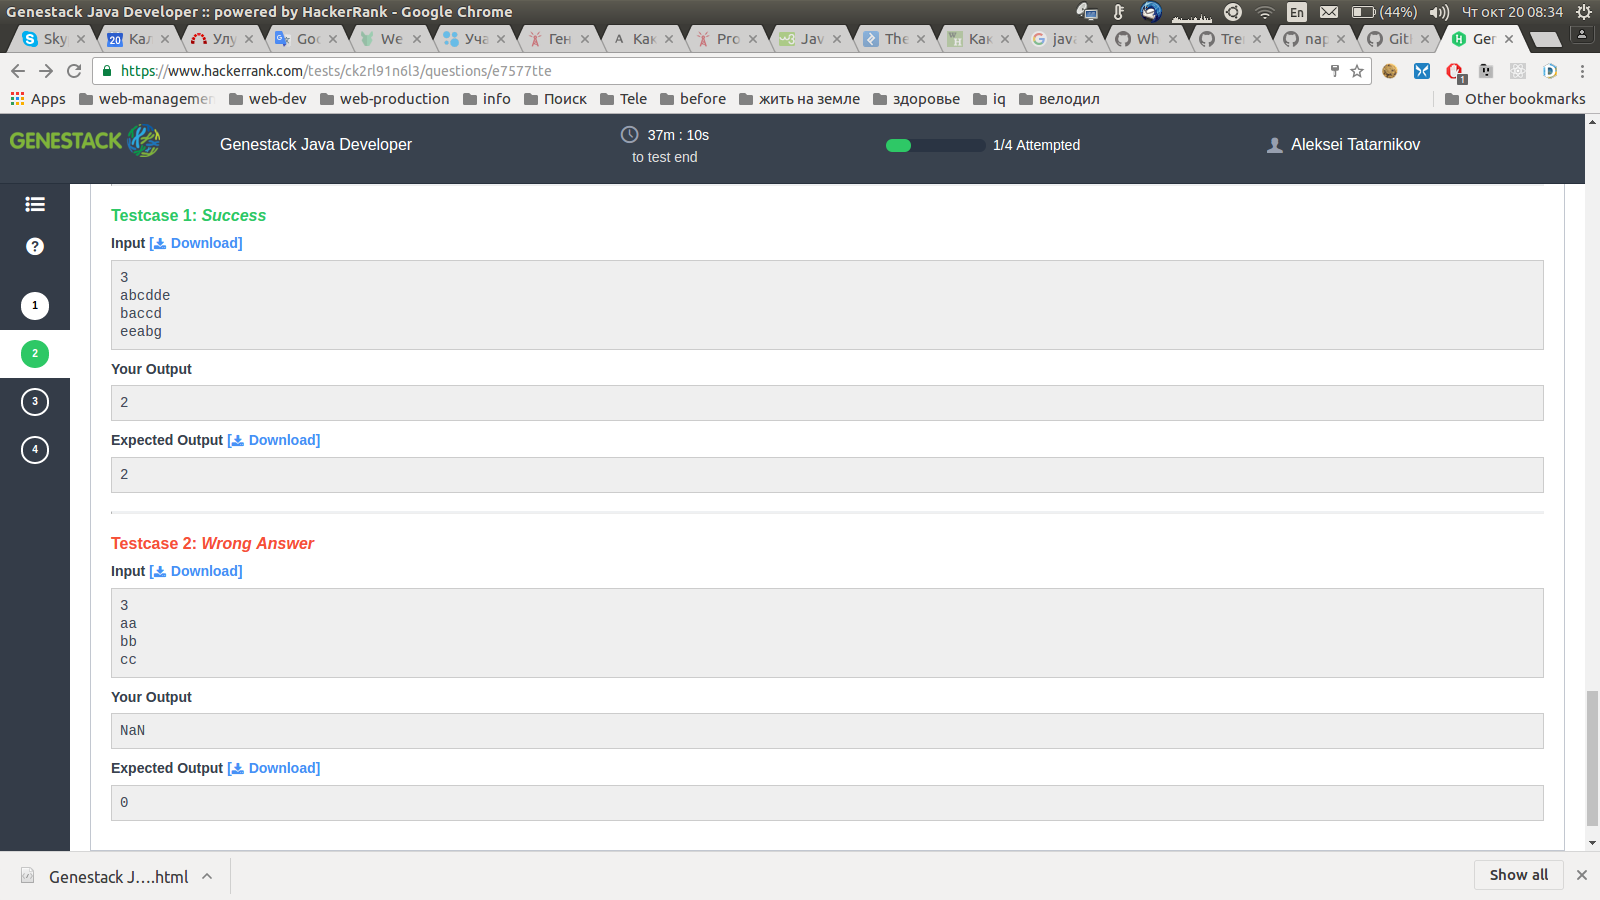 Genestack Java Developer :: powered by HackerRank - Google Chrome
En
(44%)
Чт окт 20 08:34
Sky
20 Кал
Улу
Goo
We
Уча
Ген
A Как
Pro
Jav
The
Как
java
Wh
Tre
пар
Gitl
Ger
https://www.hackerrank.com/tests/ck2rl91n6l3/questions/e7577tte
1
Apps
web-managemen
web-dev
web-production
info
Поиск
Tele
before
жить на земле
здоровье
iq
велодил
Other bookmarks
GENESTACK
Genestack Java Developer
37m : 10s
to test end
1/4 Attempted
Aleksei Tatarnikov
?
1
2
3
4
Testcase 1: Success
Input [Download]
3
abcdde
baccd
eeabg
Your Output
2
Expected Output [Download]
2
Testcase 2: Wrong Answer
Input [Download]
3
aa
bb
cc
Your Output
NaN
Expected Output [Download]
0
Genestack J....html
Show all